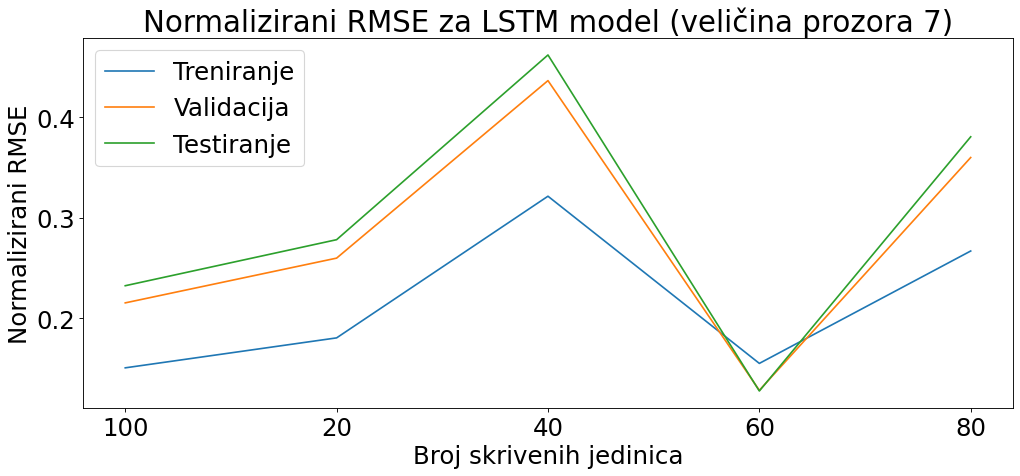 Normalizirani RMSE za LSTM model (veličina prozora 7)
Treniranje
Validacija
Testiranje
Normalizirani RMSE
0.4
0.3
0.2
100 20 40 60 80
Broj skrivenih jedinica